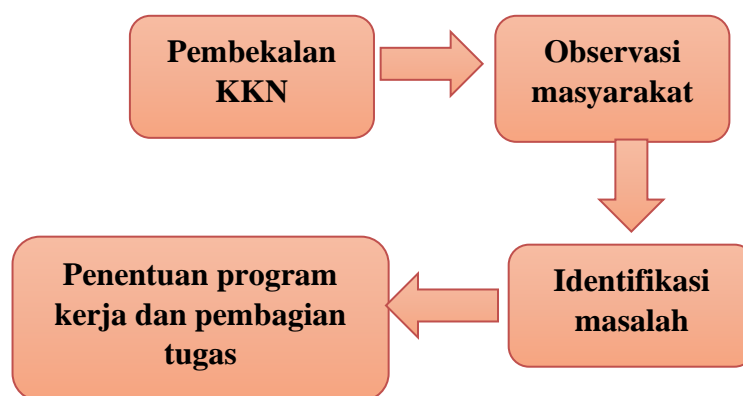 Pembekalan
KKN
Observasi
masyarakat
Identifikasi
masalah
Penentuan program
kerja dan pembagian
tugas